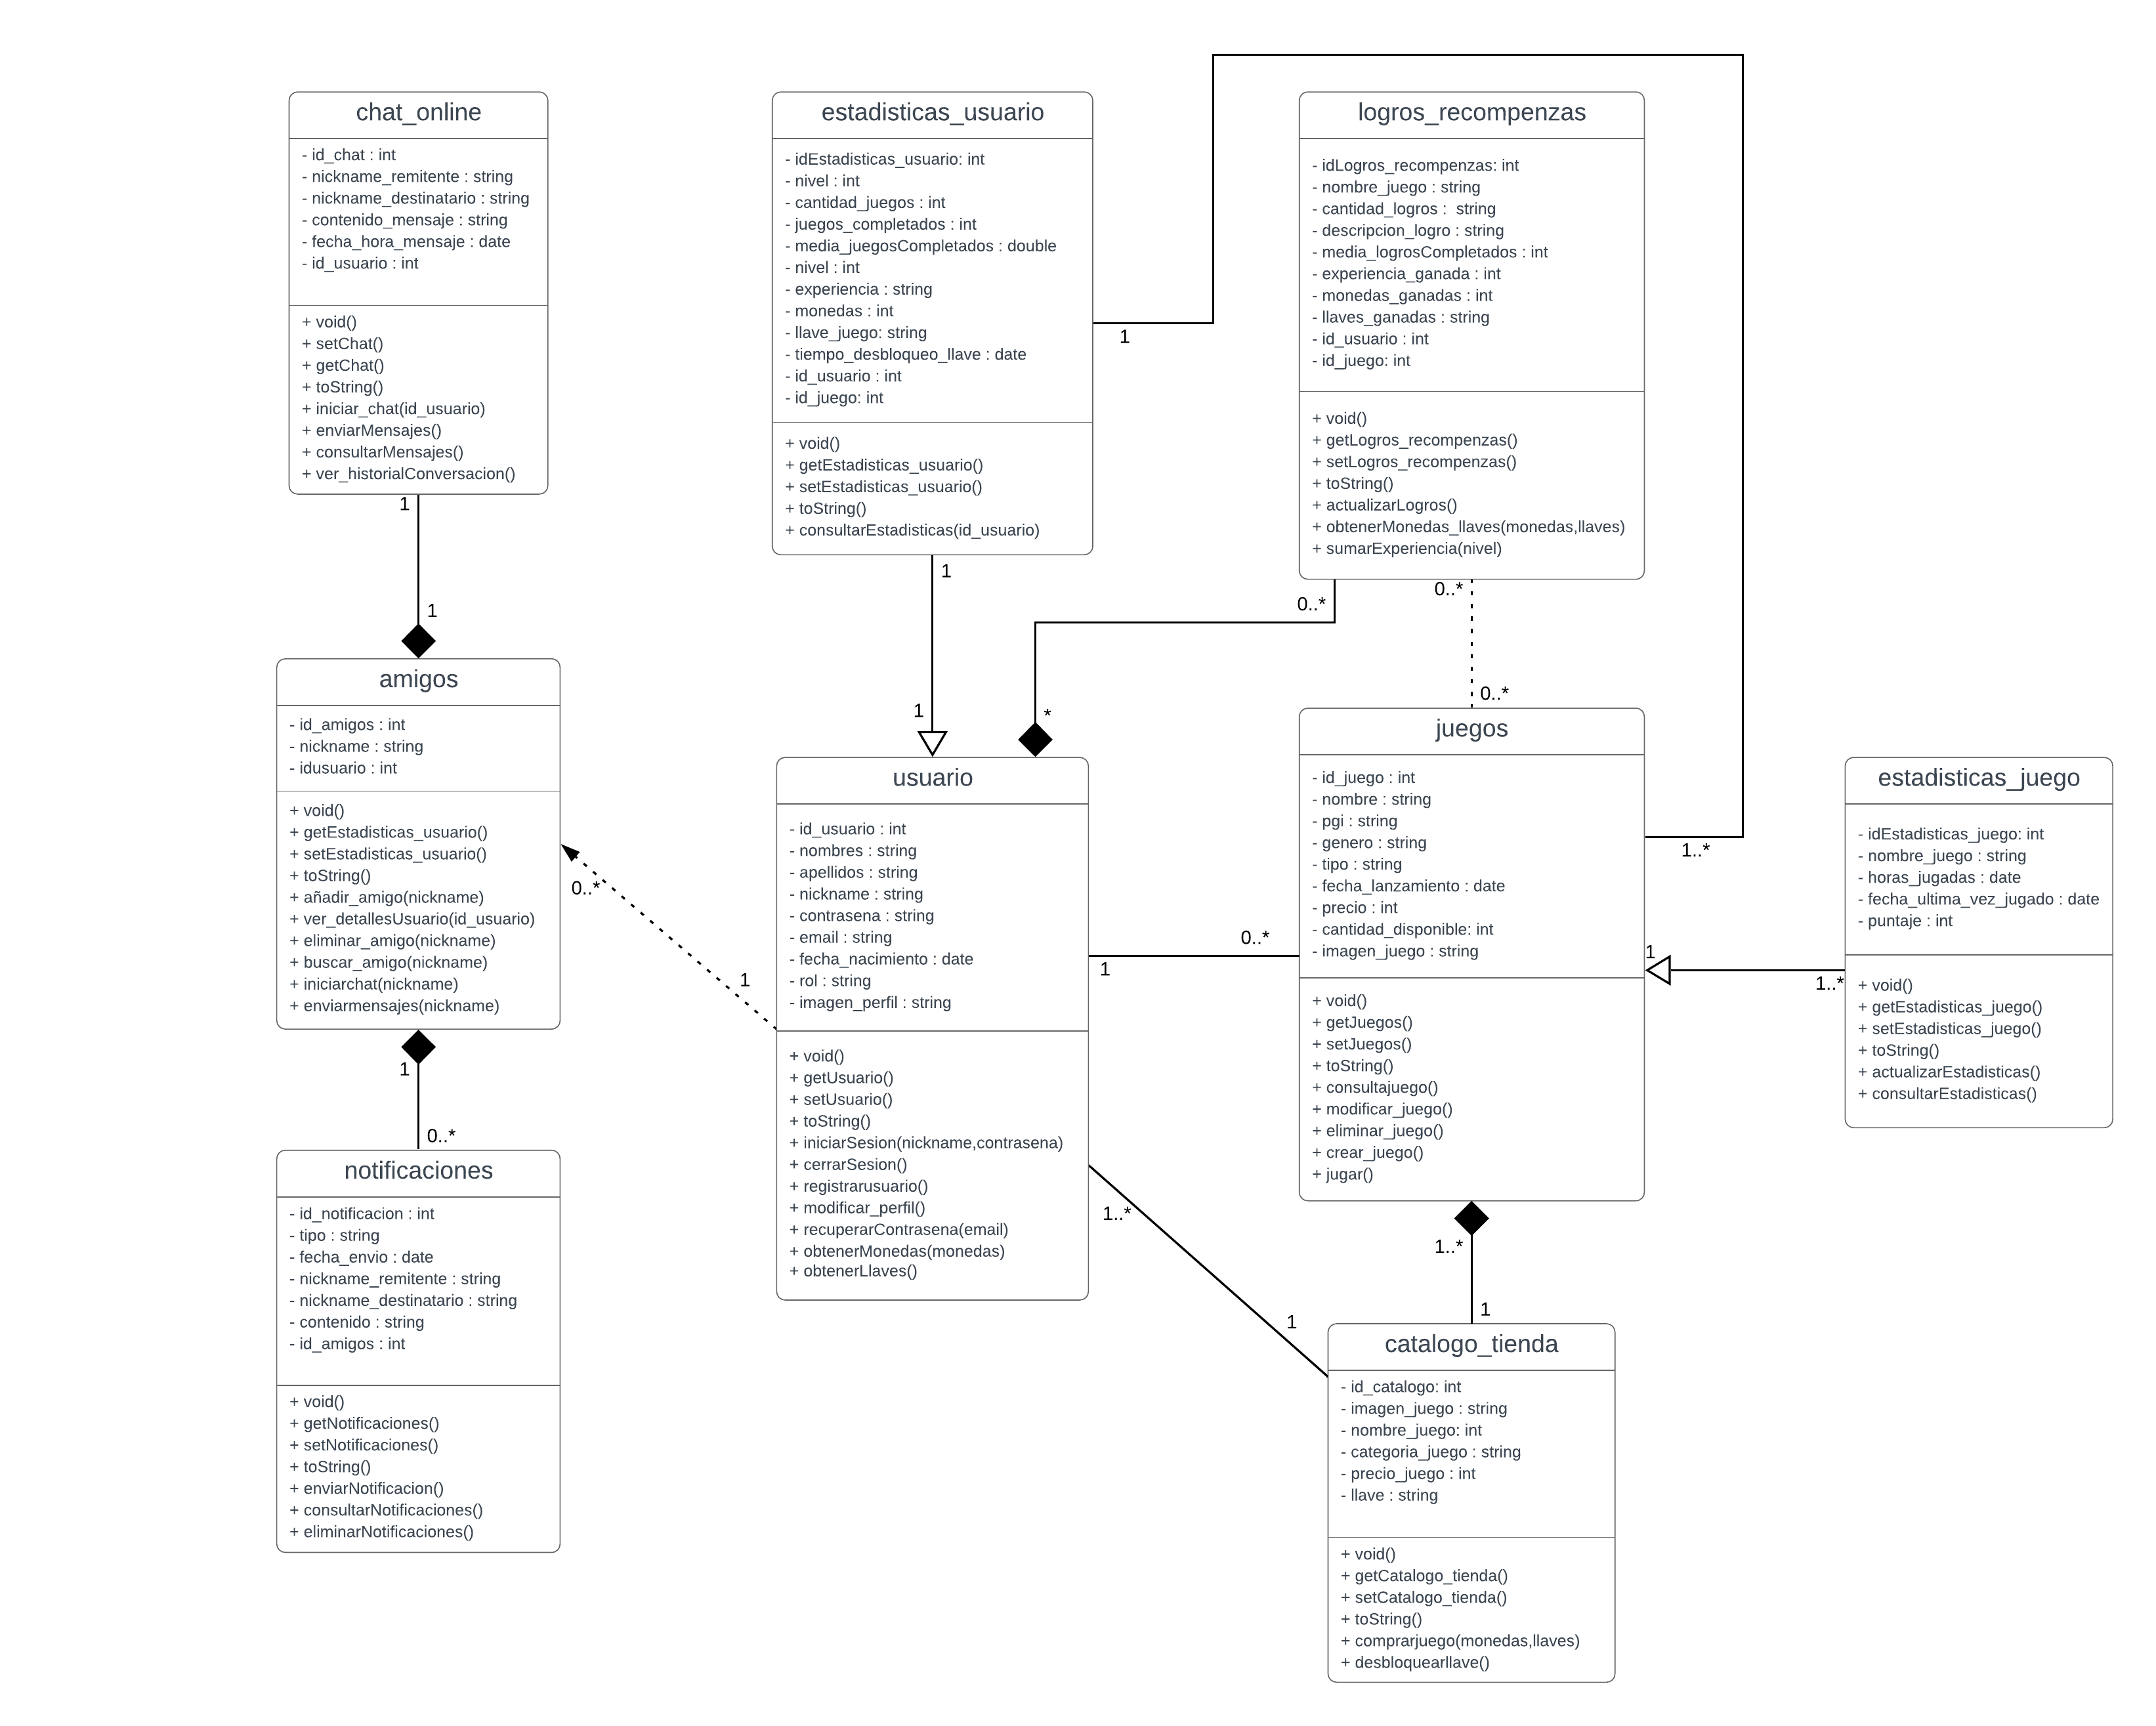 chat_online
- id_chat : int
- nickname_remitente : string
- nickname_destinatario : string
- contenido_mensaje : string
- fecha_hora_mensaje : date
- id_usuario : int
+ void()
+ setChat()
+ getChat()
+ toString()
+ iniciar_chat(id_usuario)
+ enviarMensajes()
+ consultarMensajes()
+ ver_historialConversacion()
1
1
estadisticas_usuario
- idEstadisticas_usuario: int
- nivel : int
- cantidad_juegos : int
- juegos_completados : int
- media_juegosCompletados : double
- nivel : int
- experiencia : string
- monedas : int
- llave_juego: string
- tiempo_desbloqueo_llave : date
- id_usuario : int
- id_juego: int
+ void()
+ getEstadisticas_usuario()
+ setEstadisticas_usuario()
+ toString()
+ consultarEstadisticas(id_usuario)
1
1
1
logros_recompenzas
- idLogros_recompenzas: int
- nombre_juego : string
- cantidad_logros :  string
- descripcion_logro : string
- media_logrosCompletados : int
- experiencia_ganada : int
- monedas_ganadas : int
- llaves_ganadas : string
- id_usuario : int
- id_juego: int
+ void()
+ getLogros_recompenzas()
+ setLogros_recompenzas()
+ toString()
+ actualizarLogros()
+ obtenerMonedas_llaves(monedas,llaves)
+ sumarExperiencia(nivel)
0..*
0..*
*
0..*
amigos
- id_amigos : int
- nickname : string
- idusuario : int
+ void()
+ getEstadisticas_usuario()
+ setEstadisticas_usuario()
+ toString()
+ añadir_amigo(nickname)
+ ver_detallesUsuario(id_usuario)
+ eliminar_amigo(nickname)
+ buscar_amigo(nickname)
+ iniciarchat(nickname)
+ enviarmensajes(nickname)
0..*
1
1
0..*
usuario
- id_usuario : int
- nombres : string
- apellidos : string
- nickname : string
- contrasena : string
- email : string
- fecha_nacimiento : date
- rol : string
- imagen_perfil : string
+ void()
+ getUsuario()
+ setUsuario()
+ toString()
+ iniciarSesion(nickname,contrasena)
+ cerrarSesion()
+ registrarusuario()
+ modificar_perfil()
+ recuperarContrasena(email)
+ obtenerMonedas(monedas)
+ obtenerLlaves()
0..*
1
1..*
1
juegos
- id_juego : int
- nombre : string
- pgi : string
- genero : string
- tipo : string
- fecha_lanzamiento : date
- precio : int
- cantidad_disponible: int
- imagen_juego : string
+ void()
+ getJuegos()
+ setJuegos()
+ toString()
+ consultajuego()
+ modificar_juego()
+ eliminar_juego()
+ crear_juego()
+ jugar()
1..*
1
1..*
1..*
1
estadisticas_juego
- idEstadisticas_juego: int
- nombre_juego : string
- horas_jugadas : date
- fecha_ultima_vez_jugado : date
- puntaje : int
+ void()
+ getEstadisticas_juego()
+ setEstadisticas_juego()
+ toString()
+ actualizarEstadisticas()
+ consultarEstadisticas()
notificaciones
- id_notificacion : int
- tipo : string
- fecha_envio : date
- nickname_remitente : string
- nickname_destinatario : string
- contenido : string
- id_amigos : int
+ void()
+ getNotificaciones()
+ setNotificaciones()
+ toString()
+ enviarNotificacion()
+ consultarNotificaciones()
+ eliminarNotificaciones()
catalogo_tienda
- id_catalogo: int
- imagen_juego : string
- nombre_juego: int
- categoria_juego : string
- precio_juego : int
- llave : string
+ void()
+ getCatalogo_tienda()
+ setCatalogo_tienda()
+ toString()
+ comprarjuego(monedas,llaves)
+ desbloquearllave()